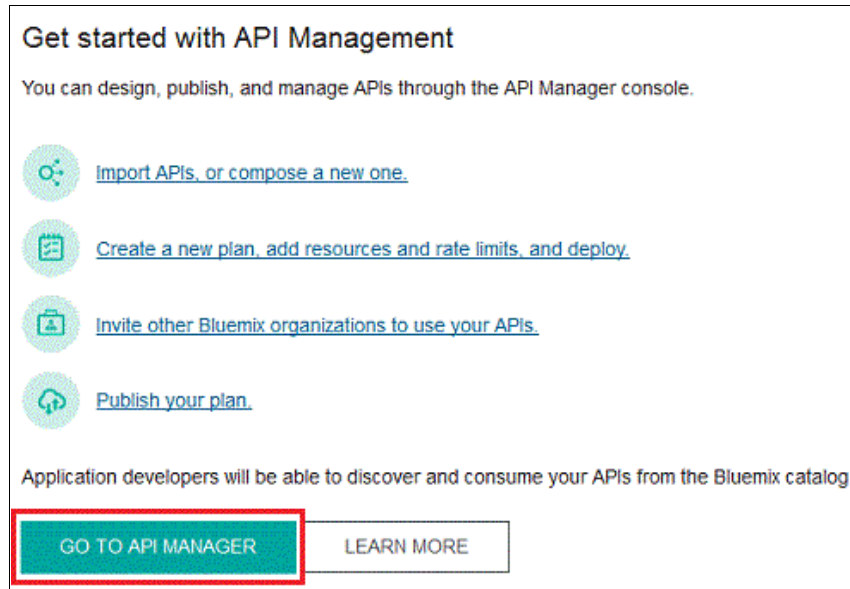 Get started with API Management
You can design, publish, and manage APIs through the API Manager console.
Import APIs, or compose a new one.
Create a new plan, add resources and rate limits, and deploy.
Invite other Bluemix organizations to use your APIs.
Publish your plan.
Application developers will be able to discover and consume your APIs from the Bluemix catalog
GO TO API MANAGER
LEARN MORE